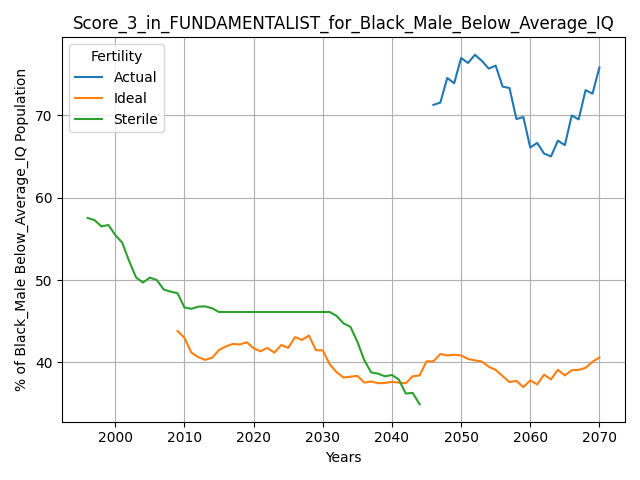 Score_3_in_FUNDAMENTALIST_for_Black_Male_Below_Average_IQ
Fertility
Actual
Ideal
Sterile
% of Black_Male Below_Average_IQ Population
70
60
50
40
2000 2010 2020 2030 2040 2050 2060 2070
Years